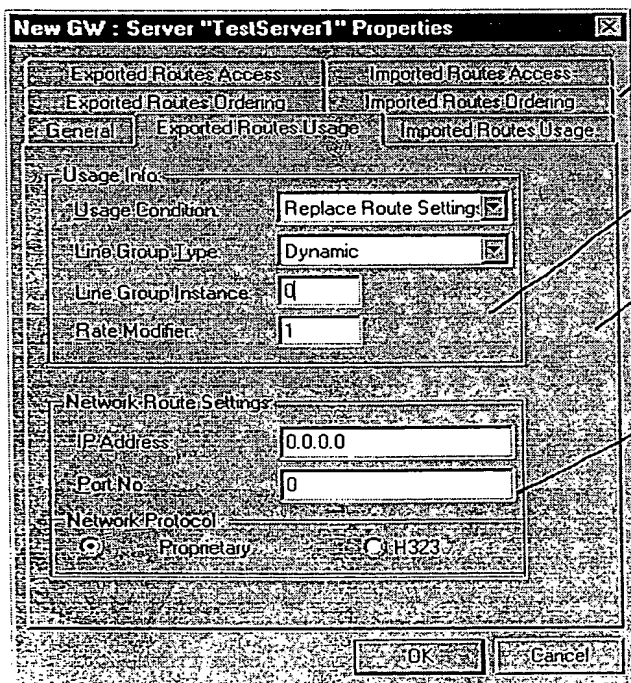 New GW : Server "TestServer1" Properties
Exported Routes Access Imported Routes Access
Exported Routes Ordering Imported Routes Ordering
General Exported Routes Usage Imported Routes Usage
Usage Info:
Usage Condition: Replace Route Settings
Line Group Type: Dynamic
Line Group Instance: 0
Rate Modifier: 1
Network Route Settings:
IP Address: 0.0.0.0
Port No. 0
Network Protocol:
Proprietary H323
OK Cancel